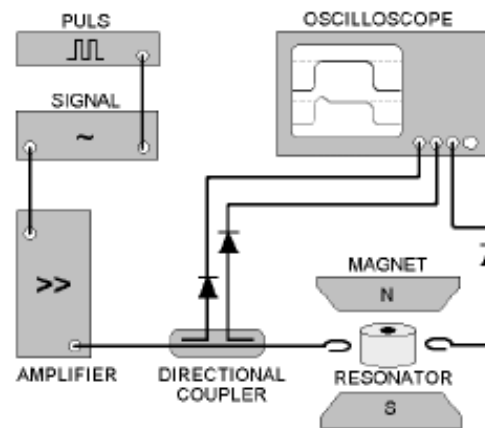 PULS
OSCILLOSCOPE
SIGNAL
~
>>
MAGNET
N
AMPLIFIER
DIRECTIONAL
COUPLER
RESONATOR
S